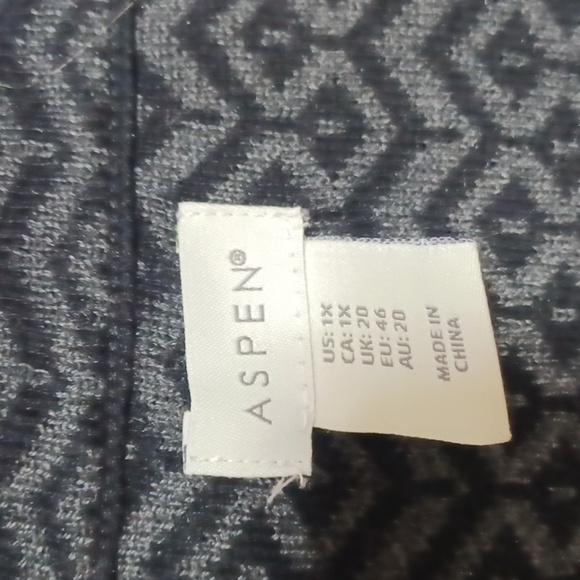 ASPEN®
US: 1X
CA: 1X
UK: 20
EU: 46
AU: 20
MADE IN
CHINA